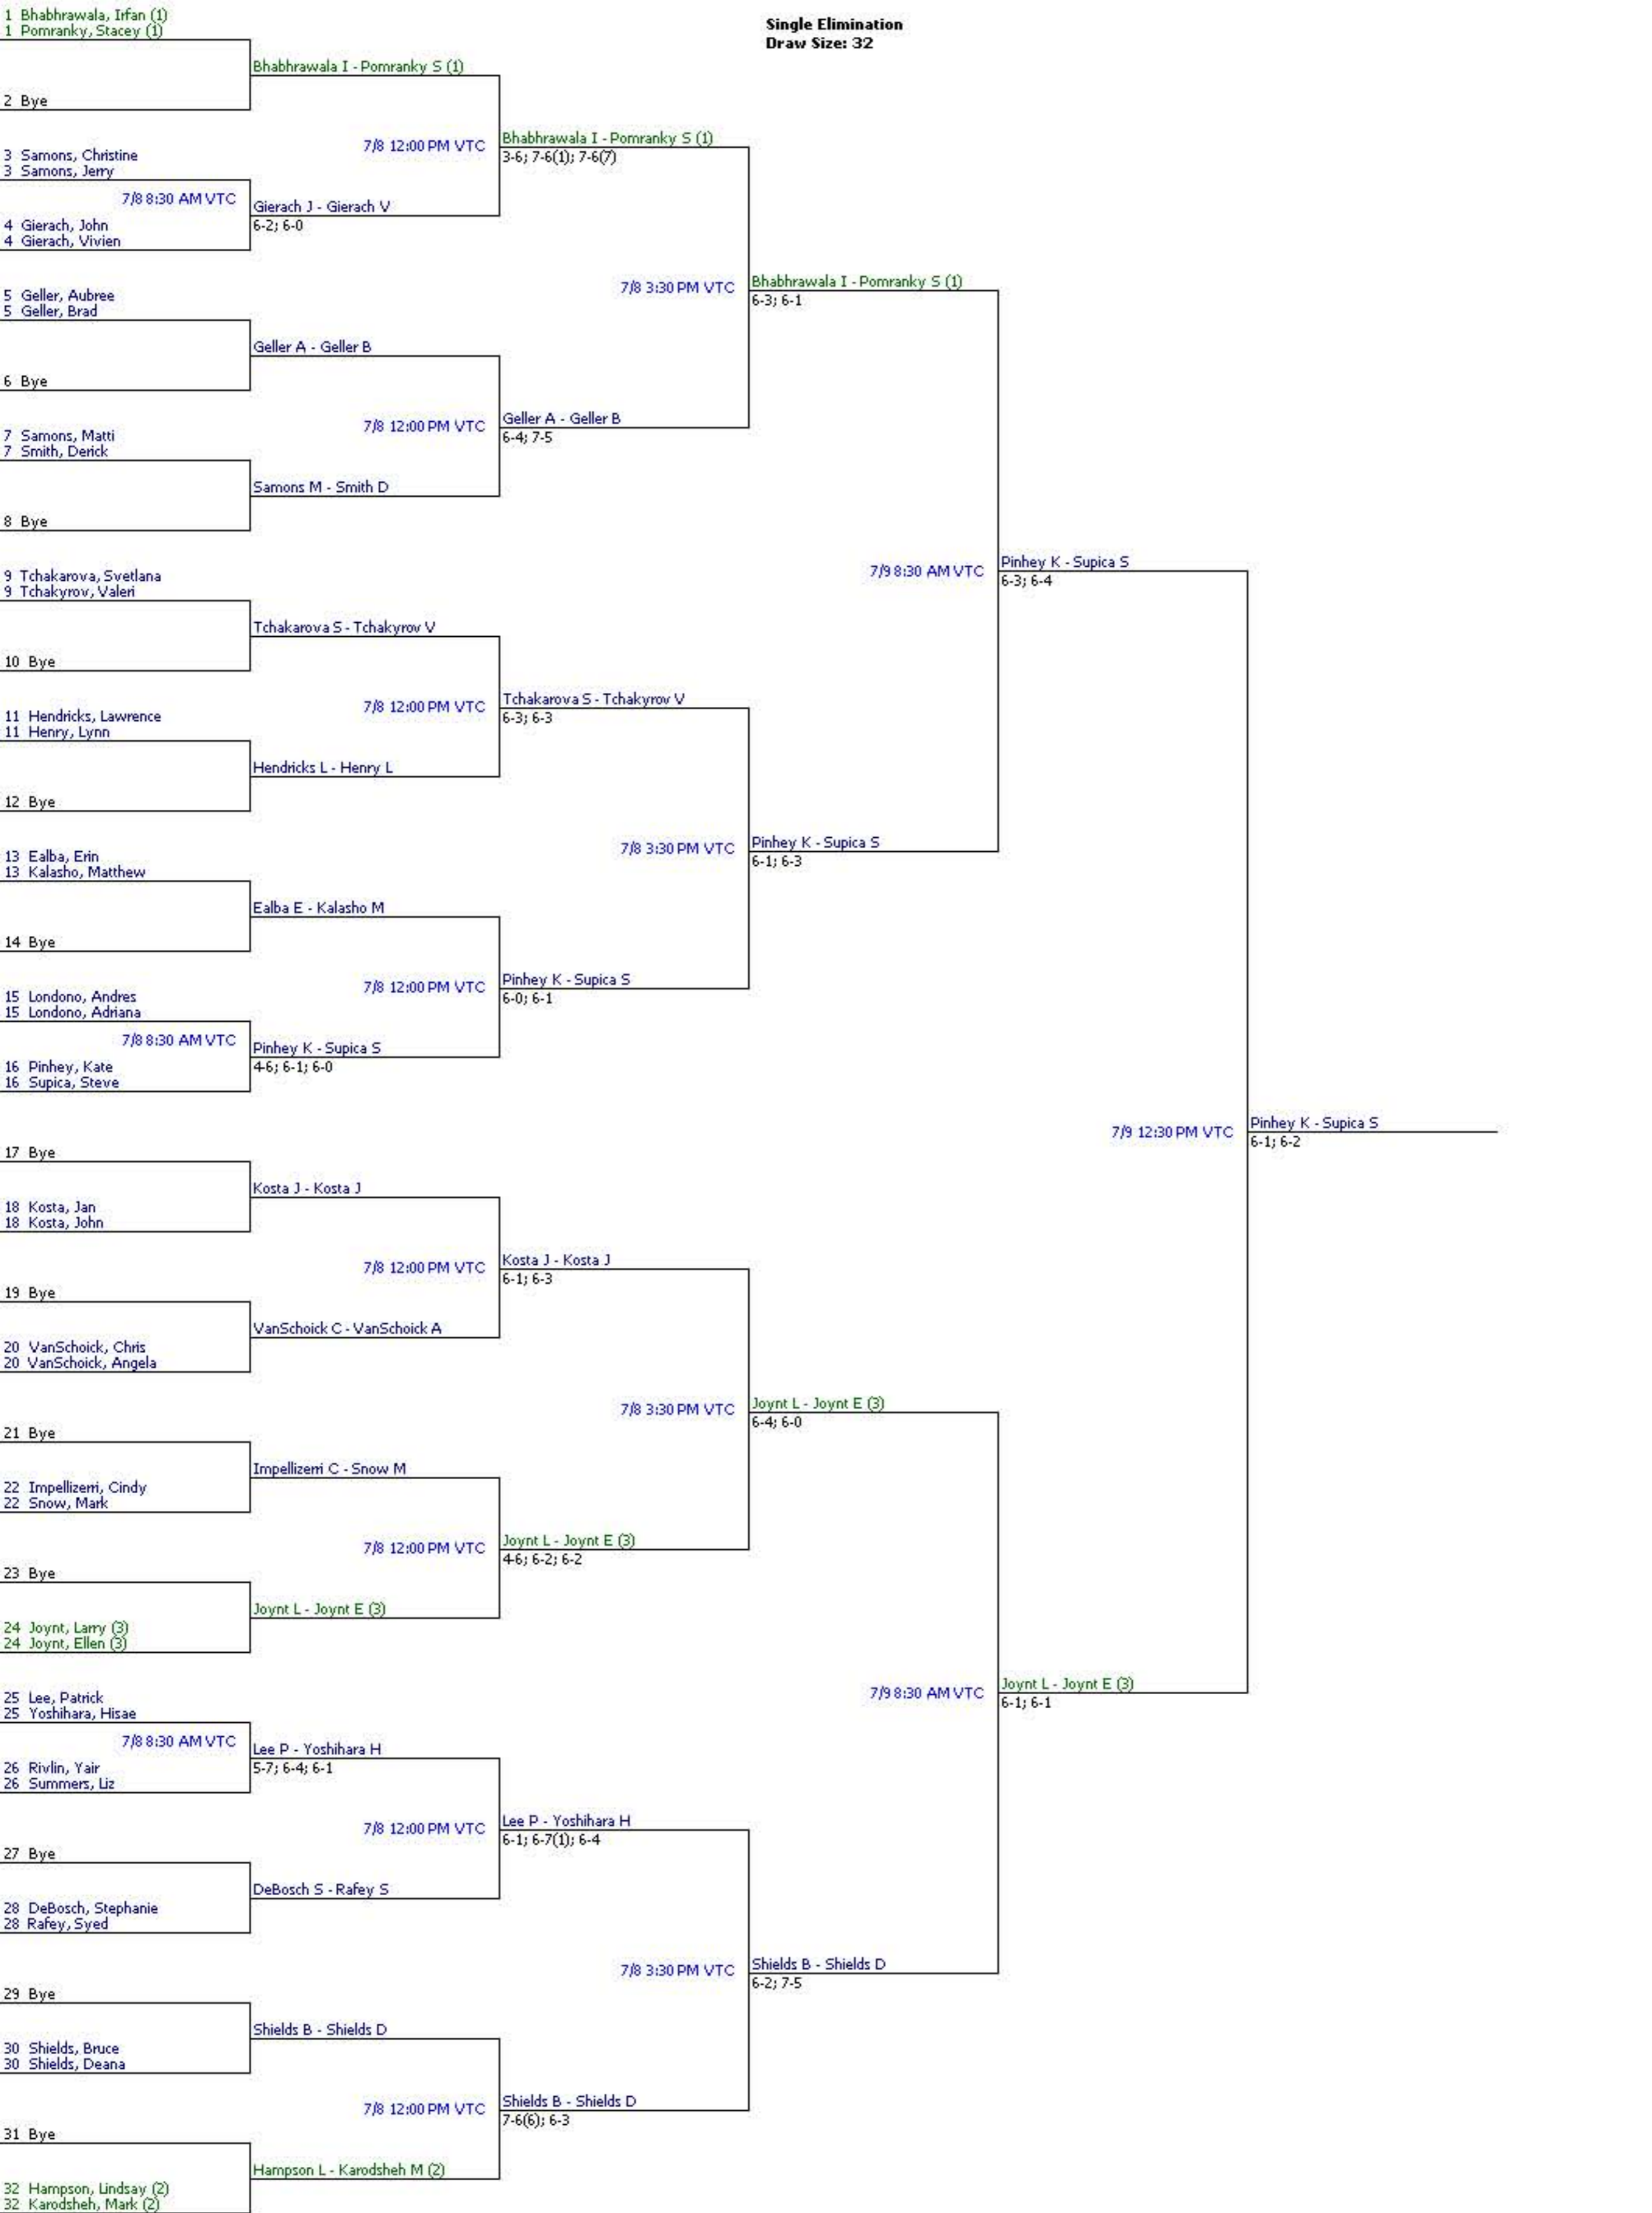 Single Elimination
Draw Size: 32
1 Bhabhrawala, Irfan (1)
1 Pomranky, Stacey (1)
2 Bye
3 Samons, Christine
3 Samons, Jerry
7/8 8:30 AM VTC
4 Gierach, John
4 Gierach, Vivien
5 Geller, Aubree
5 Geller, Brad
6 Bye
7 Samons, Matti
7 Smith, Derick
8 Bye
9 Tchakarova, Svetlana
9 Tchakyrov, Valeri
10 Bye
11 Hendricks, Lawrence
11 Henry, Lynn
12 Bye
13 Ealba, Erin
13 Kalasho, Matthew
14 Bye
15 Londono, Andres
15 Londono, Adriana
7/8 8:30 AM VTC
16 Pinhey, Kate
16 Supica, Steve
17 Bye
18 Kosta, Jan
18 Kosta, John
19 Bye
20 VanSchoick, Chris
20 VanSchoick, Angela
21 Bye
22 Impellizerri, Cindy
22 Snow, Mark
23 Bye
24 Joynt, Larry (3)
24 Joynt, Ellen (3)
25 Lee, Patrick
25 Yoshihara, Hisae
7/8 8:30 AM VTC
26 Rivlin, Yair
26 Summers, Liz
27 Bye
28 DeBosch, Stephanie
28 Rafey, Syed
29 Bye
30 Shields, Bruce
30 Shields, Deana
31 Bye
32 Hampson, Lindsay (2)
32 Karodsheh, Mark (2)
Bhabhrawala I - Pomranky S (1)
7/8 12:00 PM VTC
Gierach J - Gierach V
6-2; 6-0
Geller A - Geller B
7/8 12:00 PM VTC
Samons M - Smith D
Tchakarova S - Tchakyrov V
7/8 12:00 PM VTC
Hendricks L - Henry L
Ealba E - Kalasho M
7/8 12:00 PM VTC
Pinhey K - Supica S
4-6; 6-1; 6-0
Kosta J - Kosta J
7/8 12:00 PM VTC
VanSchoick C - VanSchoick A
Impellizerri C - Snow M
7/8 12:00 PM VTC
Joynt L - Joynt E (3)
Lee P - Yoshihara H
5-7; 6-4; 6-1
7/8 12:00 PM VTC
DeBosch S - Rafey S
Shields B - Shields D
7/8 12:00 PM VTC
Hampson L - Karodsheh M (2)
Bhabhrawala I - Pomranky S (1)
3-6; 7-6(1); 7-6(7)
7/8 3:30 PM VTC
Geller A - Geller B
6-4; 7-5
Tchakarova S - Tchakyrov V
6-3; 6-3
7/8 3:30 PM VTC
Pinhey K - Supica S
6-0; 6-1
Kosta J - Kosta J
6-1; 6-3
7/8 3:30 PM VTC
Joynt L - Joynt E (3)
4-6; 6-2; 6-2
Lee P - Yoshihara H
6-1; 6-7(1); 6-4
7/8 3:30 PM VTC
Shields B - Shields D
7-6(6); 6-3
Bhabhrawala I - Pomranky S (1)
6-3; 6-1
7/9 8:30 AM VTC
Pinhey K - Supica S
6-1; 6-3
Joynt L - Joynt E (3)
6-4; 6-0
7/9 8:30 AM VTC
Shields B - Shields D
6-2; 7-5
Pinhey K - Supica S
6-3; 6-4
7/9 12:30 PM VTC
Joynt L - Joynt E (3)
6-1; 6-1
Pinhey K - Supica S
6-1; 6-2